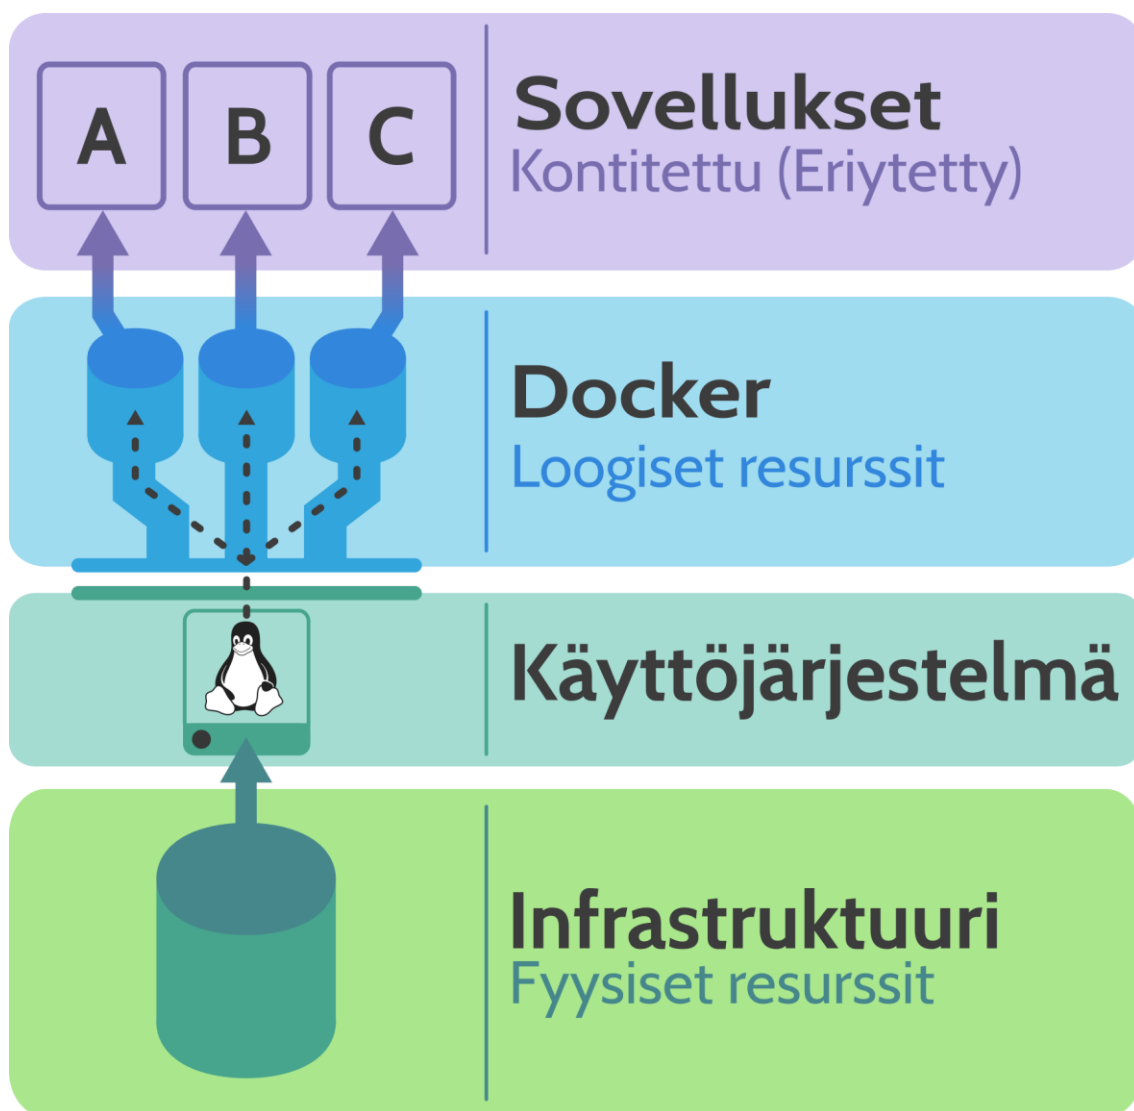 A B C
Sovellukset
Kontitettu (Eriytetty)
Docker
Loogiset resurssit
Käyttöjärjestelmä
Infrastruktuuri
Fyysiset resurssit